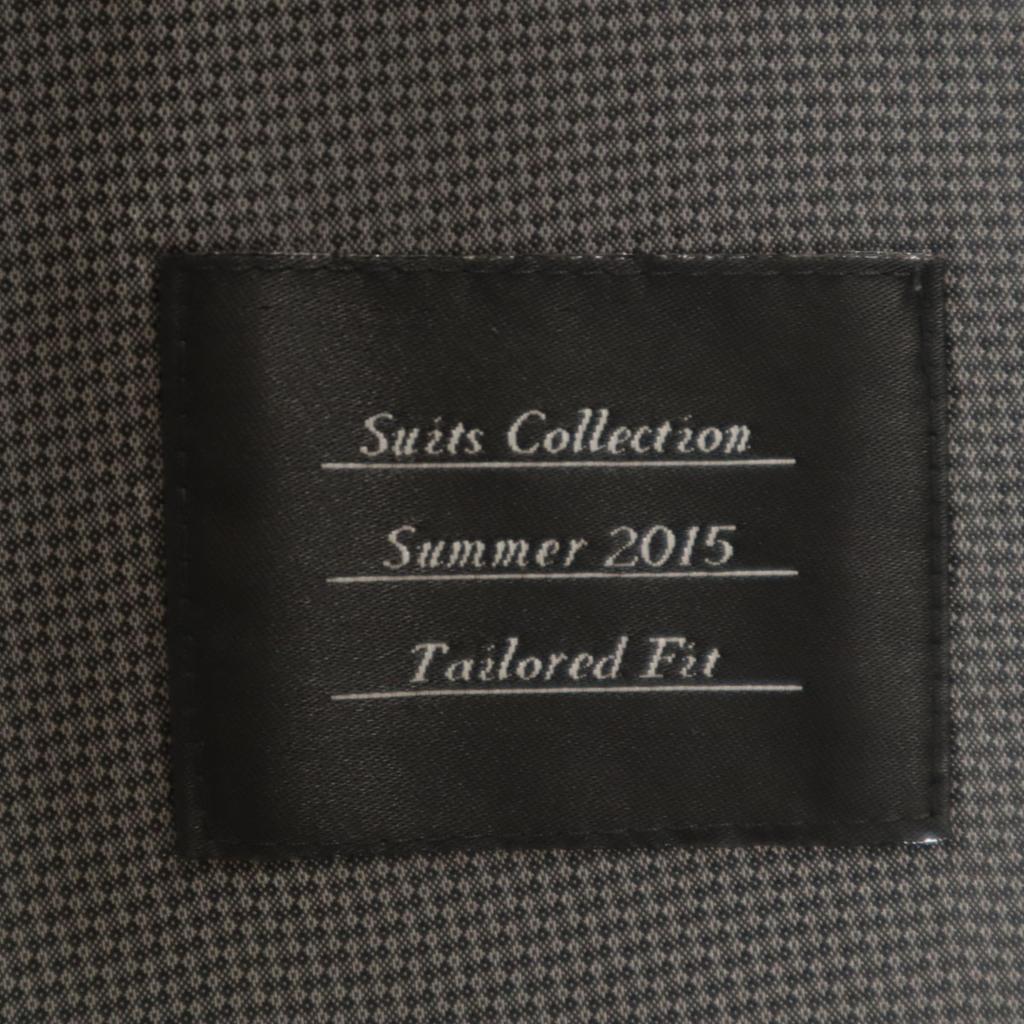 Suits Collection
Summer 2015
Tailored Fit